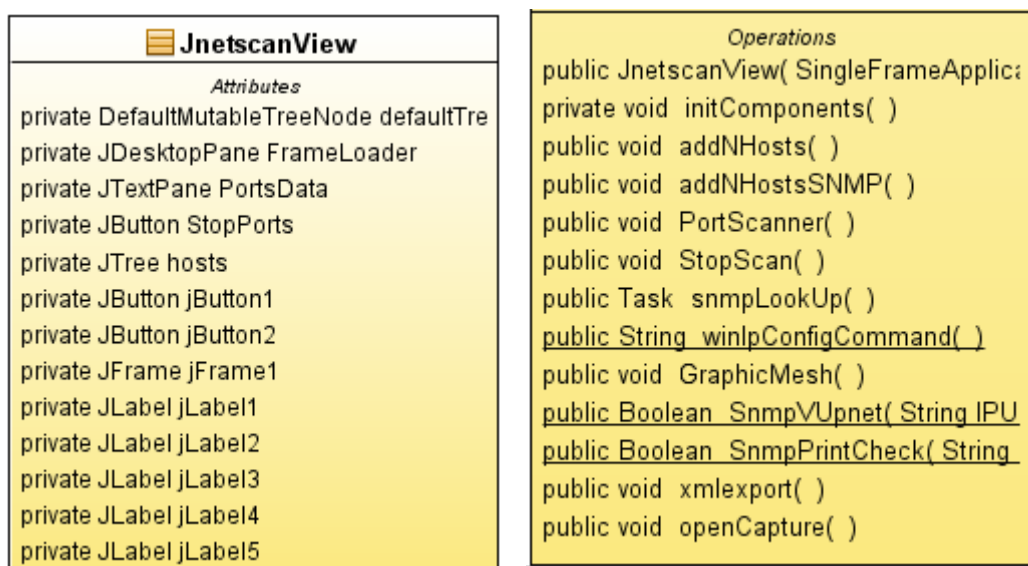 JnetscanView
Attributes
private DefaultMutableTreeNode defaultTre
private JDesktopPane FrameLoader
private JTextPane PortsData
private JButton StopPorts
private JTree hosts
private JButton jButton1
private JButton jButton2
private JFrame jFrame1
private JLabel jLabel1
private JLabel jLabel2
private JLabel jLabel3
private JLabel jLabel4
private JLabel jLabel5
Operations
public JnetscanView( SingleFrameApplica
private void initComponents( )
public void addNHosts( )
public void addNHostsSNMP( )
public void PortScanner( )
public void StopScan( )
public Task snmpLookUp( )
public String winIpConfigCommand( )
public void GraphicMesh( )
public Boolean SnmpVUpnet( String IPU
public Boolean SnmpPrintCheck( String
public void xmlexport( )
public void openCapture( )